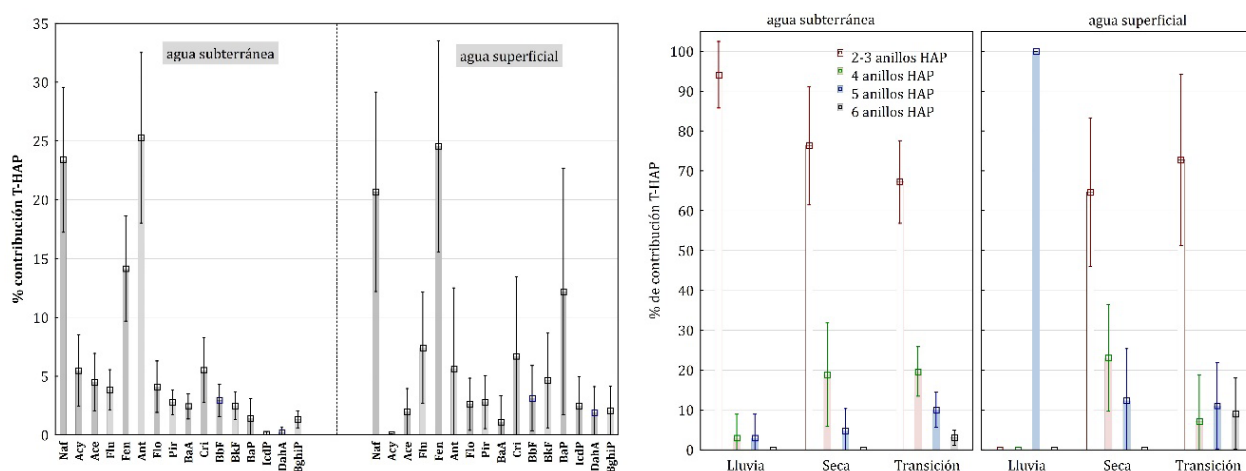 35
30
25
20
15
10
5
0
% contribución T-HAP
agua subterránea
agua superficial
Naf
Acy
Ace
Flu
Fen
Ant
Flo
Pir
BaA
Cri
BbF
BkF
BaP
IcdP
DahA
BghiP
Naf
Acy
Ace
Flu
Fen
Ant
Flo
Pir
BaA
Cri
BbF
BkF
BaP
IcdP
DahA
BghiP
agua subterránea
agua superficial
100
90
80
70
60
50
40
30
20
10
0
% de contribución T-HAP
2-3 anillos HAP
4 anillos HAP
5 anillos HAP
6 anillos HAP
Lluvia
Seca
Transición
Lluvia
Seca
Transición